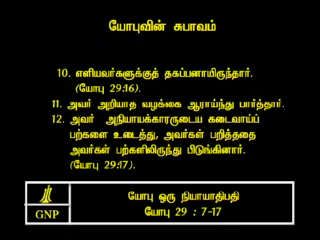 யோபுவின் சுபாவம்
10. எளியவர்களுக்குத் தகப்பனாயிருந்தார்.
(யோபு 29:16).
11. அவர் அறியாத வழக்கை ஆராய்ந்து பார்த்தார்.
12. அவர் அநியாயக்காரருடைய கடைவாய்ப்
பற்களை உடைத்து, அவர்கள் பறித்ததை
அவர்கள் பற்களிலிருந்து பிடுங்கினார்.
(யோபு 29:17).
யோபு ஒரு நியாயாதிபதி
யோபு 29 : 7-17
GNP